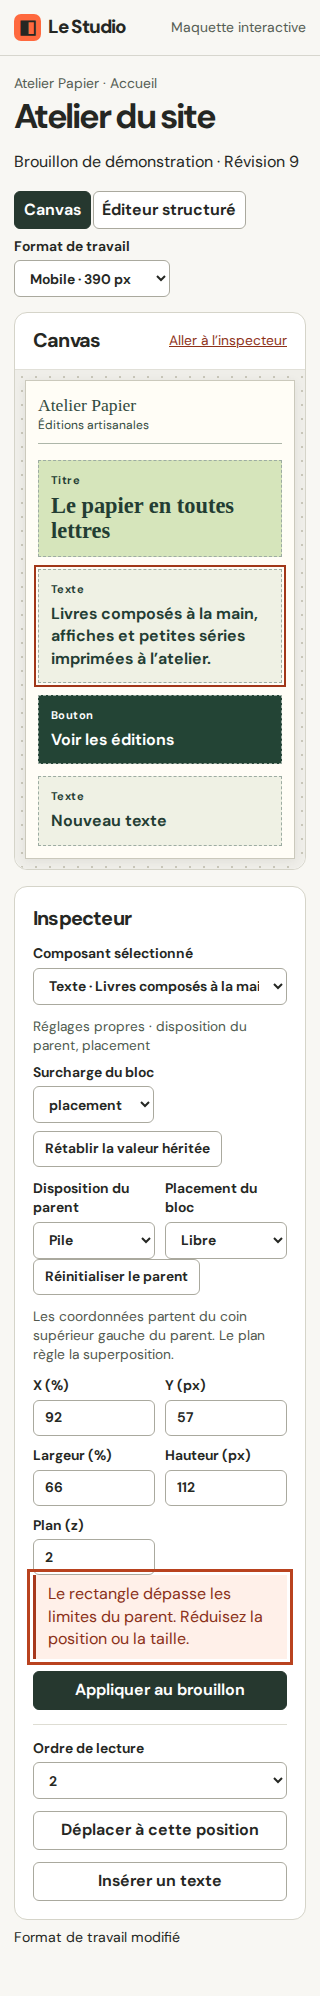 Le Studio
Maquette interactive
Atelier Papier · Accueil
Atelier du site
Brouillon de démonstration · Révision 9
Canvas
Éditeur structuré
Format de travail
Mobile · 390 px
Canvas
Aller à l'inspecteur
Atelier Papier
Éditions artisanales
Titre
Le papier en toutes
lettres
Texte
Livres composés à la main,
affiches et petites séries
imprimées à l'atelier.
Bouton
Voir les éditions
Texte
Nouveau texte
Inspecteur
Composant sélectionné
Texte · Livres composés à la mai
Réglages propres · disposition du
parent, placement
Surcharge du bloc
placement
Rétablir la valeur héritée
Disposition du
parent
Placement du
bloc
Pile
Libre
Réinitialiser le parent
Les coordonnées partent du coin
supérieur gauche du parent. Le plan
règle la superposition.
X (%)
Y (px)
92
57
Largeur (%)
Hauteur (px)
66
112
Plan (z)
2
Le rectangle dépasse les
limites du parent. Réduisez la
position ou la taille.
Appliquer au brouillon
Ordre de lecture
2
Déplacer à cette position
Insérer un texte
Format de travail modifié